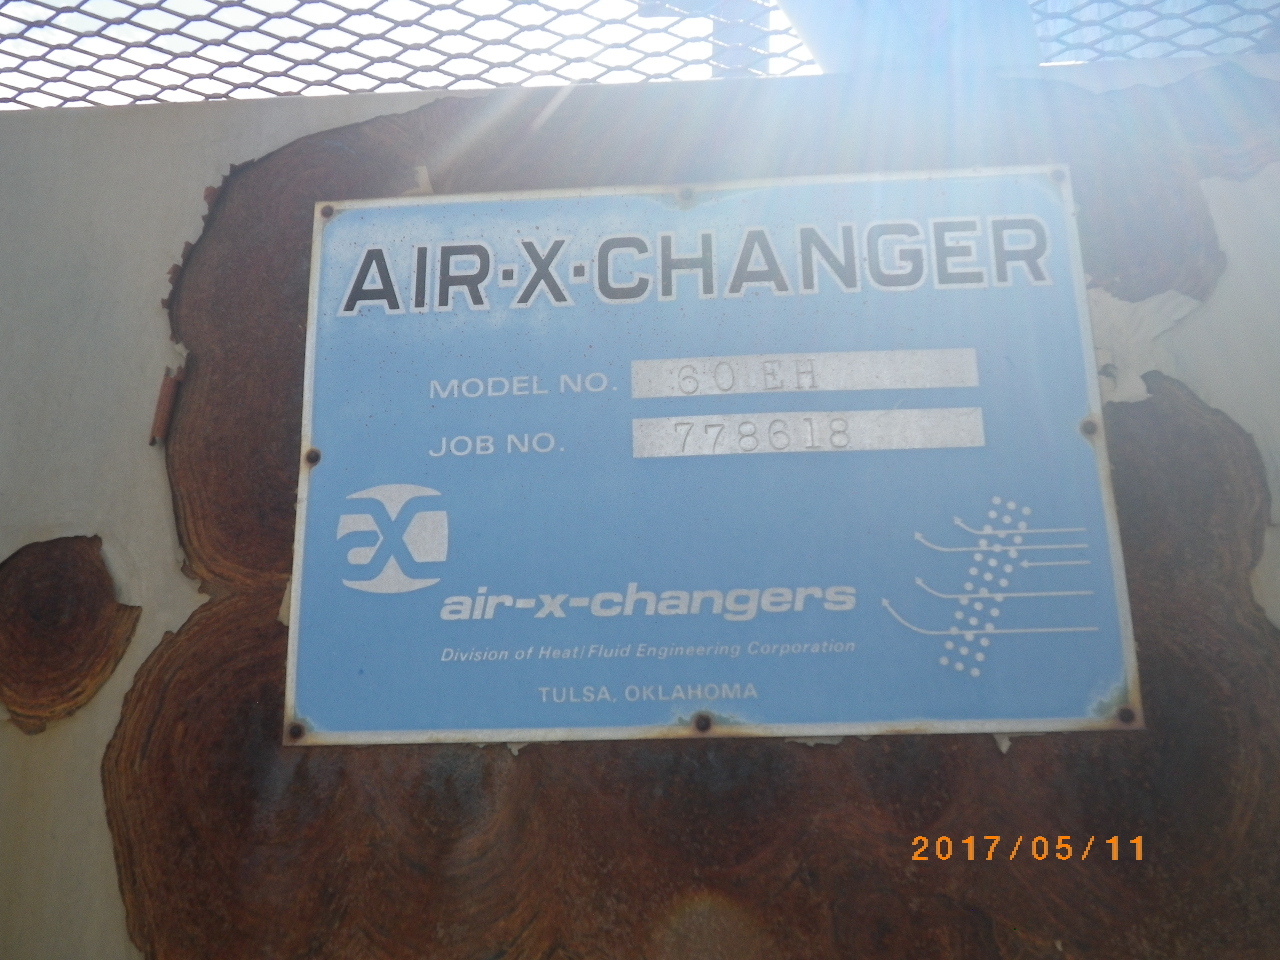 AIR·X·CHANGER
MODEL NO. 60 EH
JOB NO. 778618
aX
air-x-changers
Division of Heat/Fluid Engineering Corporation
TULSA, OKLAHOMA
2017/05/11